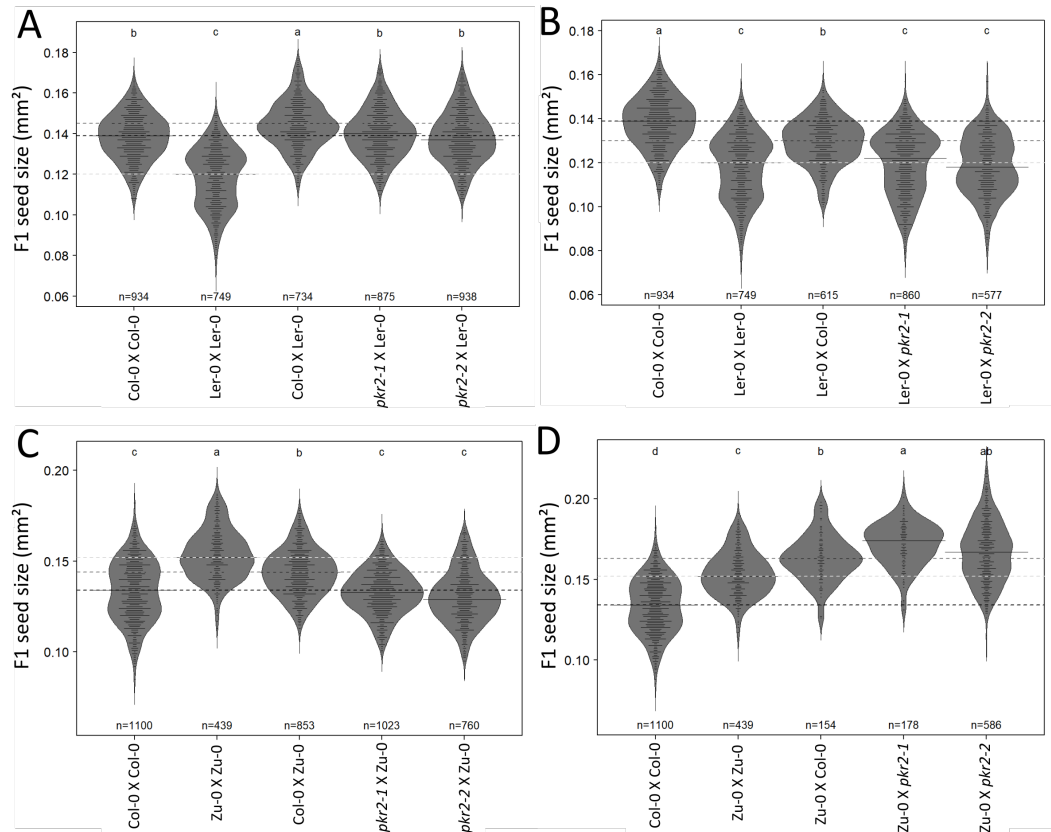 A
b c a b b
0.18
0.16
0.14
0.12
0.10
0.08
0.06
F1 seed size (mm²)
n=934 n=749 n=734 n=875 n=938
Col-0 X Col-0
Ler-0 X Ler-0
Col-0 X Ler-0
pkr2-1 X Ler-0
pkr2-2 X Ler-0
B
a c b c c
0.18
0.16
0.14
0.12
0.10
0.08
0.06
F1 seed size (mm²)
n=934 n=749 n=615 n=860 n=577
Col-0 X Col-0
Ler-0 X Ler-0
Ler-0 X Col-0
Ler-0 X pkr2-1
Ler-0 X pkr2-2
C
c a b c c
0.20
0.15
0.10
F1 seed size (mm²)
n=1100 n=439 n=853 n=1023 n=760
Col-0 X Col-0
Zu-0 X Zu-0
Col-0 X Zu-0
pkr2-1 X Zu-0
pkr2-2 X Zu-0
D
d c b a ab
0.20
0.15
0.10
F1 seed size (mm²)
n=1100 n=439 n=154 n=178 n=586
Col-0 X Col-0
Zu-0 X Zu-0
Zu-0 X Col-0
Zu-0 X pkr2-1
Zu-0 X pkr2-2